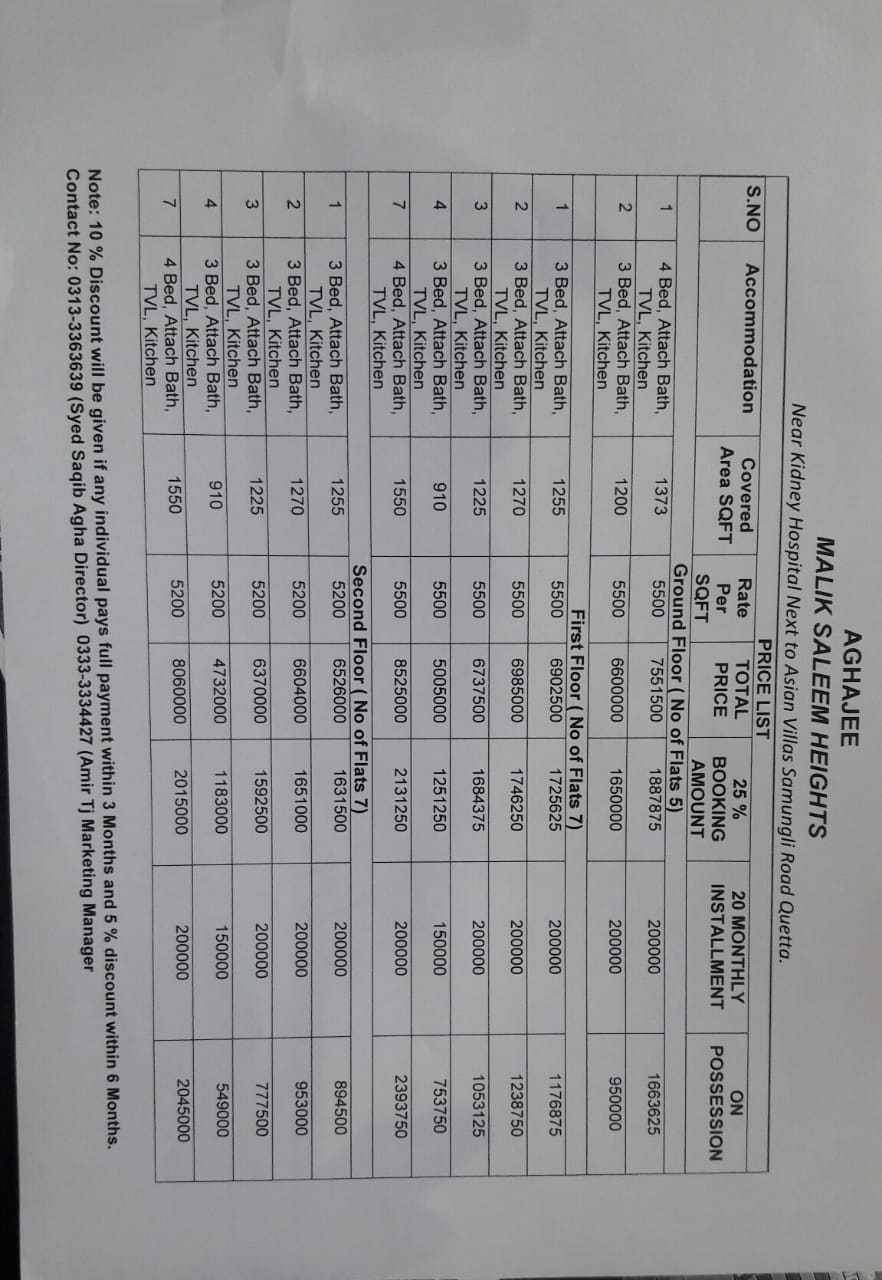 AGHAJEE
MALIK SALEEM HEIGHTS
Near Kidney Hospital Next to Asian Villas Samungli Road Quetta.
PRICE LIST
S.NO Accommodation Covered Area SQFT Rate Per SQFT TOTAL PRICE 25 % BOOKING AMOUNT 20 MONTHLY INSTALLMENT ON POSSESSION
Ground Floor ( No of Flats 5)
1 4 Bed, Attach Bath, TVL, Kitchen 1373 5500 7551500 1887875 200000 1663625
2 3 Bed, Attach Bath, TVL, Kitchen 1200 5500 6600000 1650000 200000 950000
First Floor ( No of Flats 7)
1 3 Bed, Attach Bath, TVL, Kitchen 1255 5500 6902500 1725625 200000 1176875
2 3 Bed, Attach Bath, TVL, Kitchen 1270 5500 6985000 1746250 200000 1238750
3 3 Bed, Attach Bath, TVL, Kitchen 1225 5500 6737500 1684375 200000 1053125
4 3 Bed, Attach Bath, TVL, Kitchen 910 5500 5005000 1251250 150000 753750
7 4 Bed, Attach Bath, TVL, Kitchen 1550 5500 8525000 2131250 200000 2393750
Second Floor ( No of Flats 7)
1 3 Bed, Attach Bath, TVL, Kitchen 1255 5200 6526000 1631500 200000 894500
2 3 Bed, Attach Bath, TVL, Kitchen 1270 5200 6604000 1651000 200000 953000
3 3 Bed, Attach Bath, TVL, Kitchen 1225 5200 6370000 1592500 200000 777500
4 3 Bed, Attach Bath, TVL, Kitchen 910 5200 4732000 1183000 150000 549000
7 4 Bed, Attach Bath, TVL, Kitchen 1550 5200 8060000 2015000 200000 2045000
Note: 10 % Discount will be given if any individual pays full payment within 3 Months and 5 % discount within 6 Months.
Contact No: 0313-3363639 (Syed Saqib Agha Director) 0333-3334427 (Amir Tj Marketing Manager